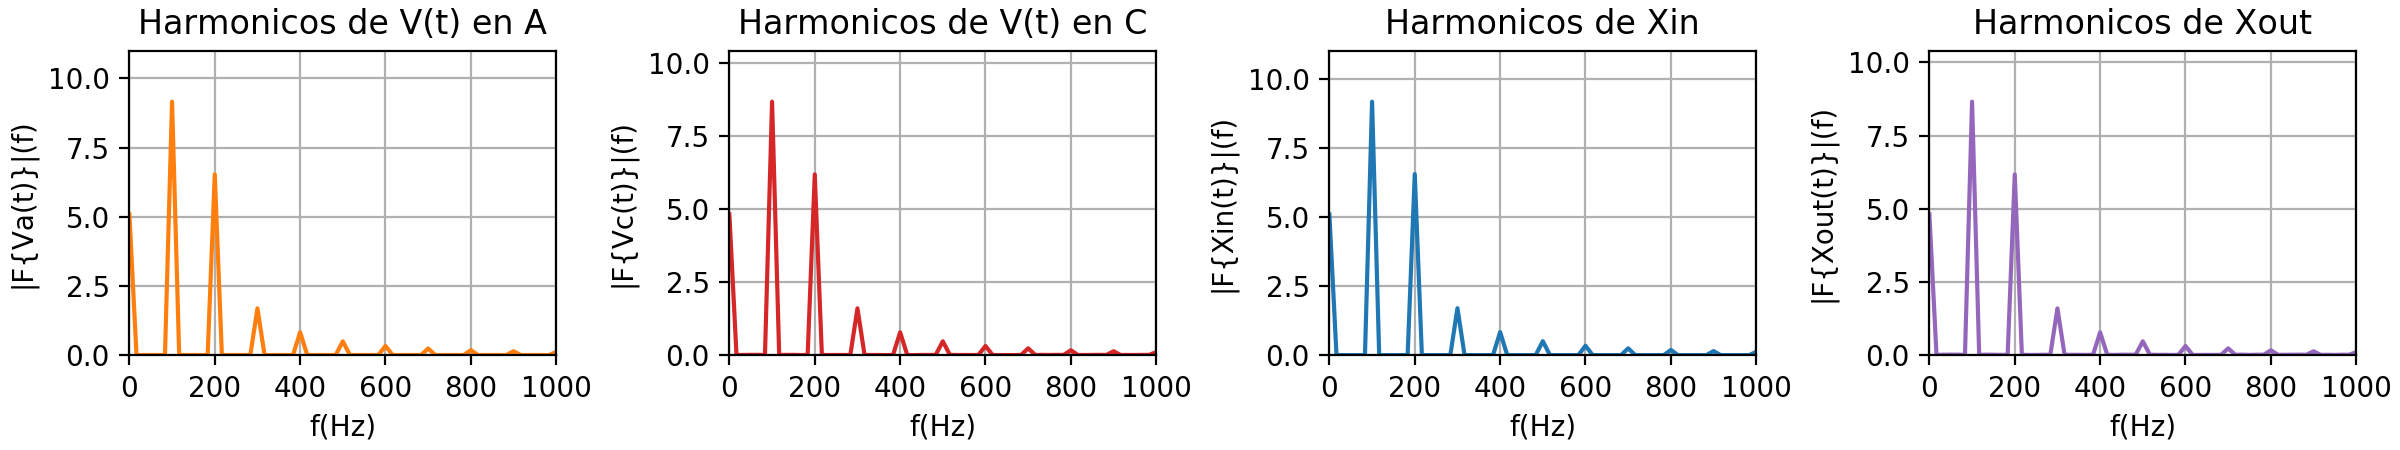 Harmonicos de V(t) en A
|F{Va(t)}|(f)
10.0
7.5
5.0
2.5
0.0
0 200 400 600 800 1000
f(Hz)
Harmonicos de V(t) en C
|F{Vc(t)}|(f)
10.0
7.5
5.0
2.5
0.0
0 200 400 600 800 1000
f(Hz)
Harmonicos de Xin
|F{Xin(t)}|(f)
10.0
7.5
5.0
2.5
0.0
0 200 400 600 800 1000
f(Hz)
Harmonicos de Xout
|F{Xout(t)}|(f)
10.0
7.5
5.0
2.5
0.0
0 200 400 600 800 1000
f(Hz)